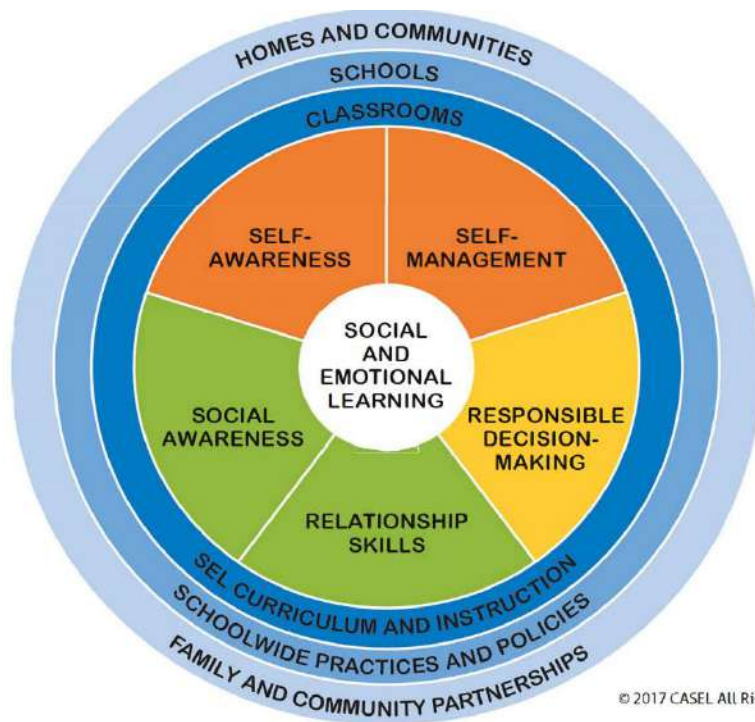 HOMES AND COMMUNITIES
SCHOOLS
CLASSROOMS
SELF-
AWARENESS
SELF-
MANAGEMENT
SOCIAL
AND
EMOTIONAL
LEARNING
SOCIAL
AWARENESS
RESPONSIBLE
DECISION-
MAKING
RELATIONSHIP
SKILLS
SEL CURRICULUM AND INSTRUCTION
SCHOOLWIDE PRACTICES AND POLICIES
FAMILY AND COMMUNITY PARTNERSHIPS
© 2017 CASEL All Ri